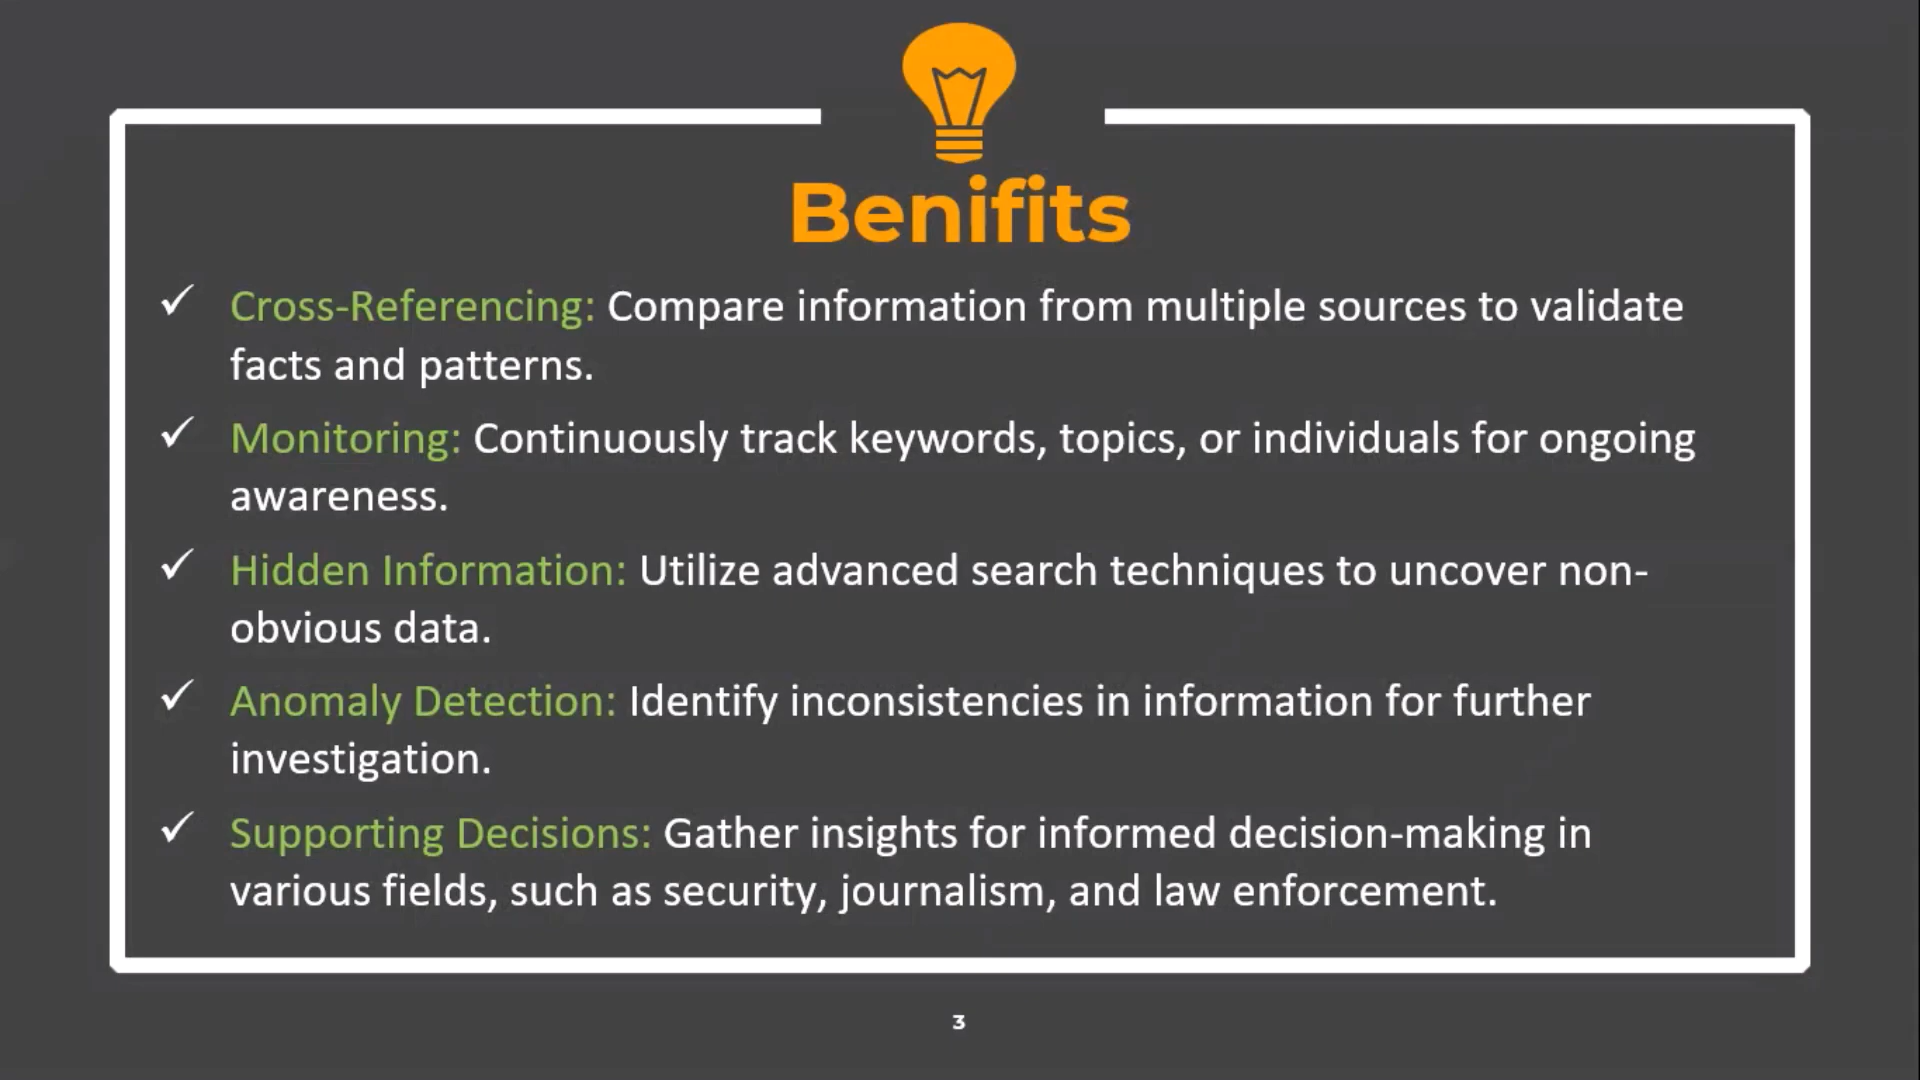 Benifits
✓ Cross-Referencing: Compare information from multiple sources to validate
facts and patterns.
✓ Monitoring: Continuously track keywords, topics, or individuals for ongoing
awareness.
✓ Hidden Information: Utilize advanced search techniques to uncover non-
obvious data.
✓ Anomaly Detection: Identify inconsistencies in information for further
investigation.
✓ Supporting Decisions: Gather insights for informed decision-making in
various fields, such as security, journalism, and law enforcement.
3